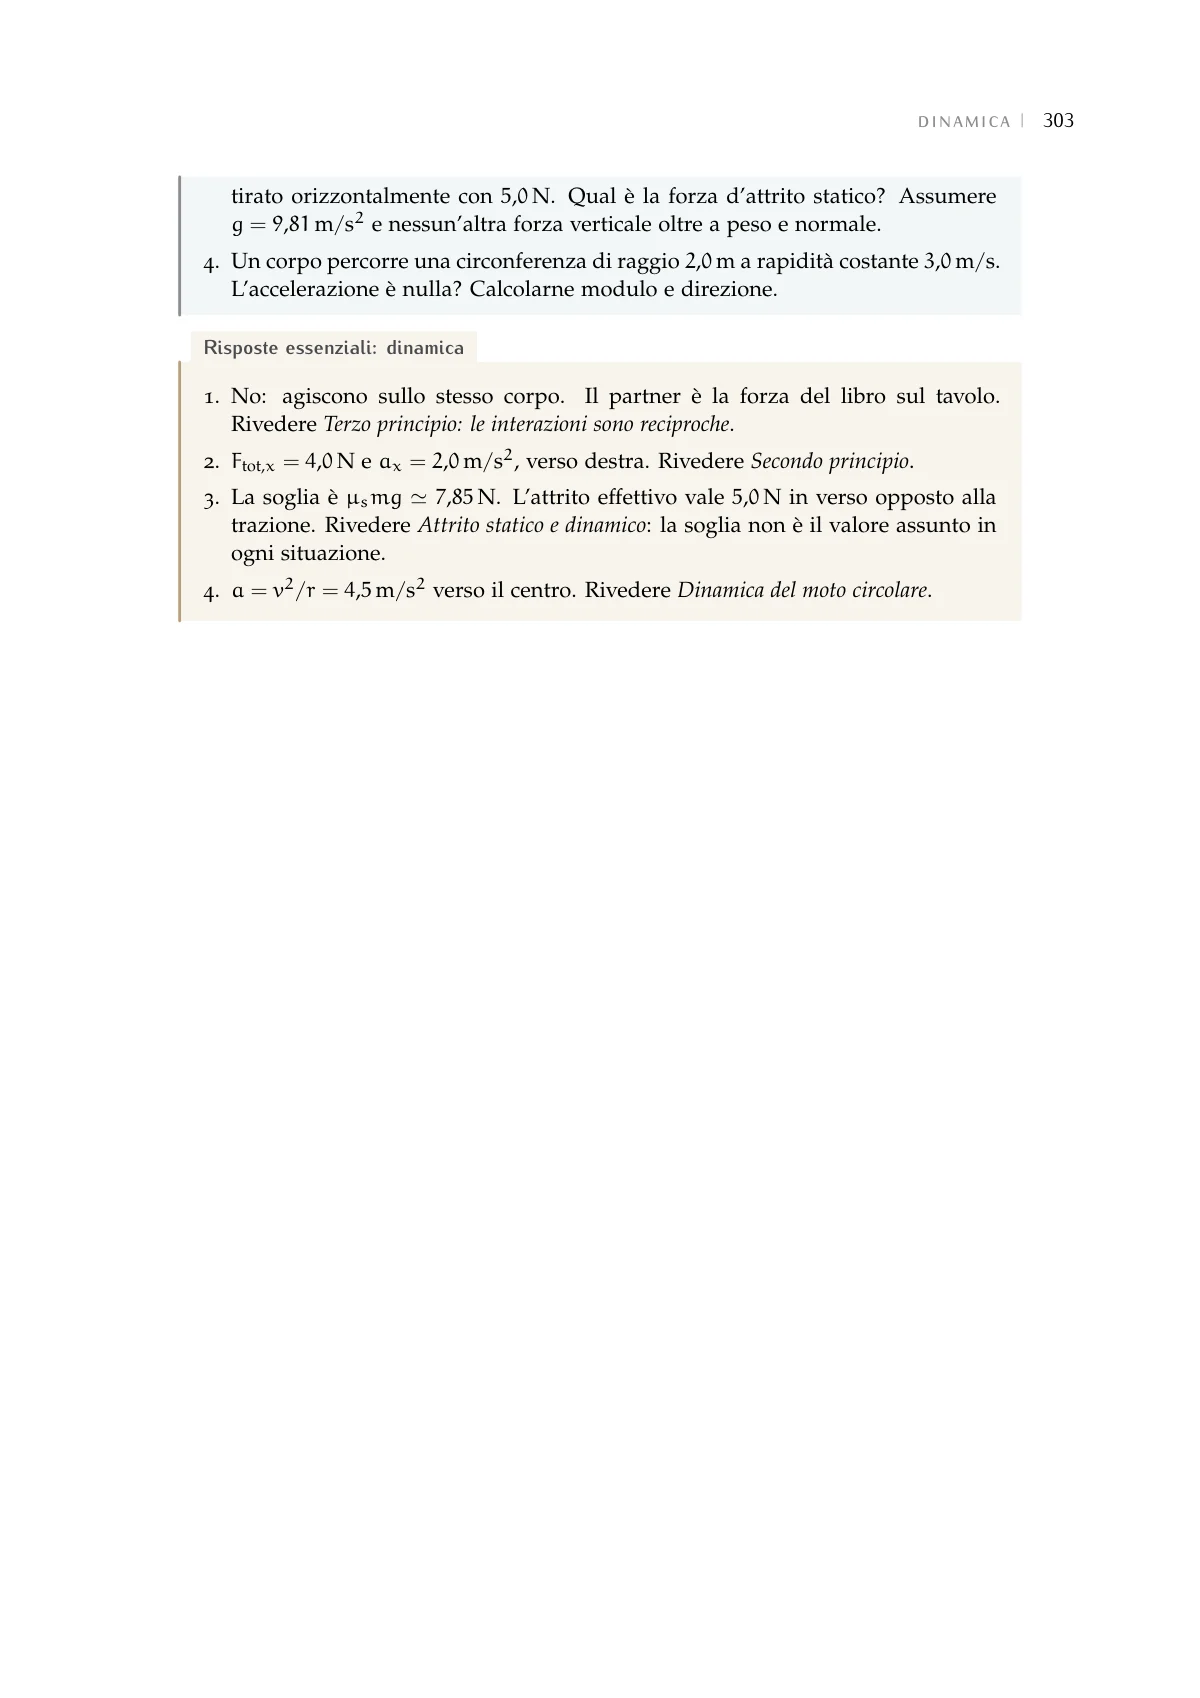 DINAMICA | 303
tirato orizzontalmente con 5,0 N. Qual è la forza d'attrito statico? Assumere
g = 9,81 m/s² e nessun'altra forza verticale oltre a peso e normale.
4. Un corpo percorre una circonferenza di raggio 2,0 m a rapidità costante 3,0 m/s.
L'accelerazione è nulla? Calcolarne modulo e direzione.
Risposte essenziali: dinamica
1. No: agiscono sullo stesso corpo. Il partner è la forza del libro sul tavolo.
Rivedere Terzo principio: le interazioni sono reciproche.
2. F_tot,x = 4,0 N e a_x = 2,0 m/s², verso destra. Rivedere Secondo principio.
3. La soglia è μ_s mg ≃ 7,85 N. L'attrito effettivo vale 5,0 N in verso opposto alla
trazione. Rivedere Attrito statico e dinamico: la soglia non è il valore assunto in
ogni situazione.
4. a = v²/r = 4,5 m/s² verso il centro. Rivedere Dinamica del moto circolare.